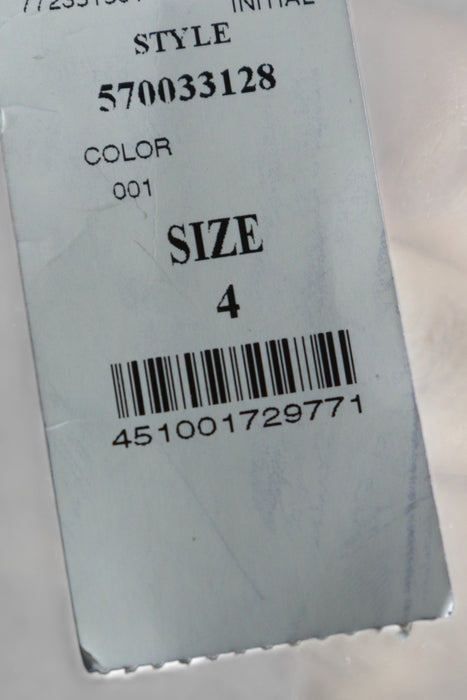 INITIAL
STYLE
570033128
COLOR
001
SIZE
4
451001729771